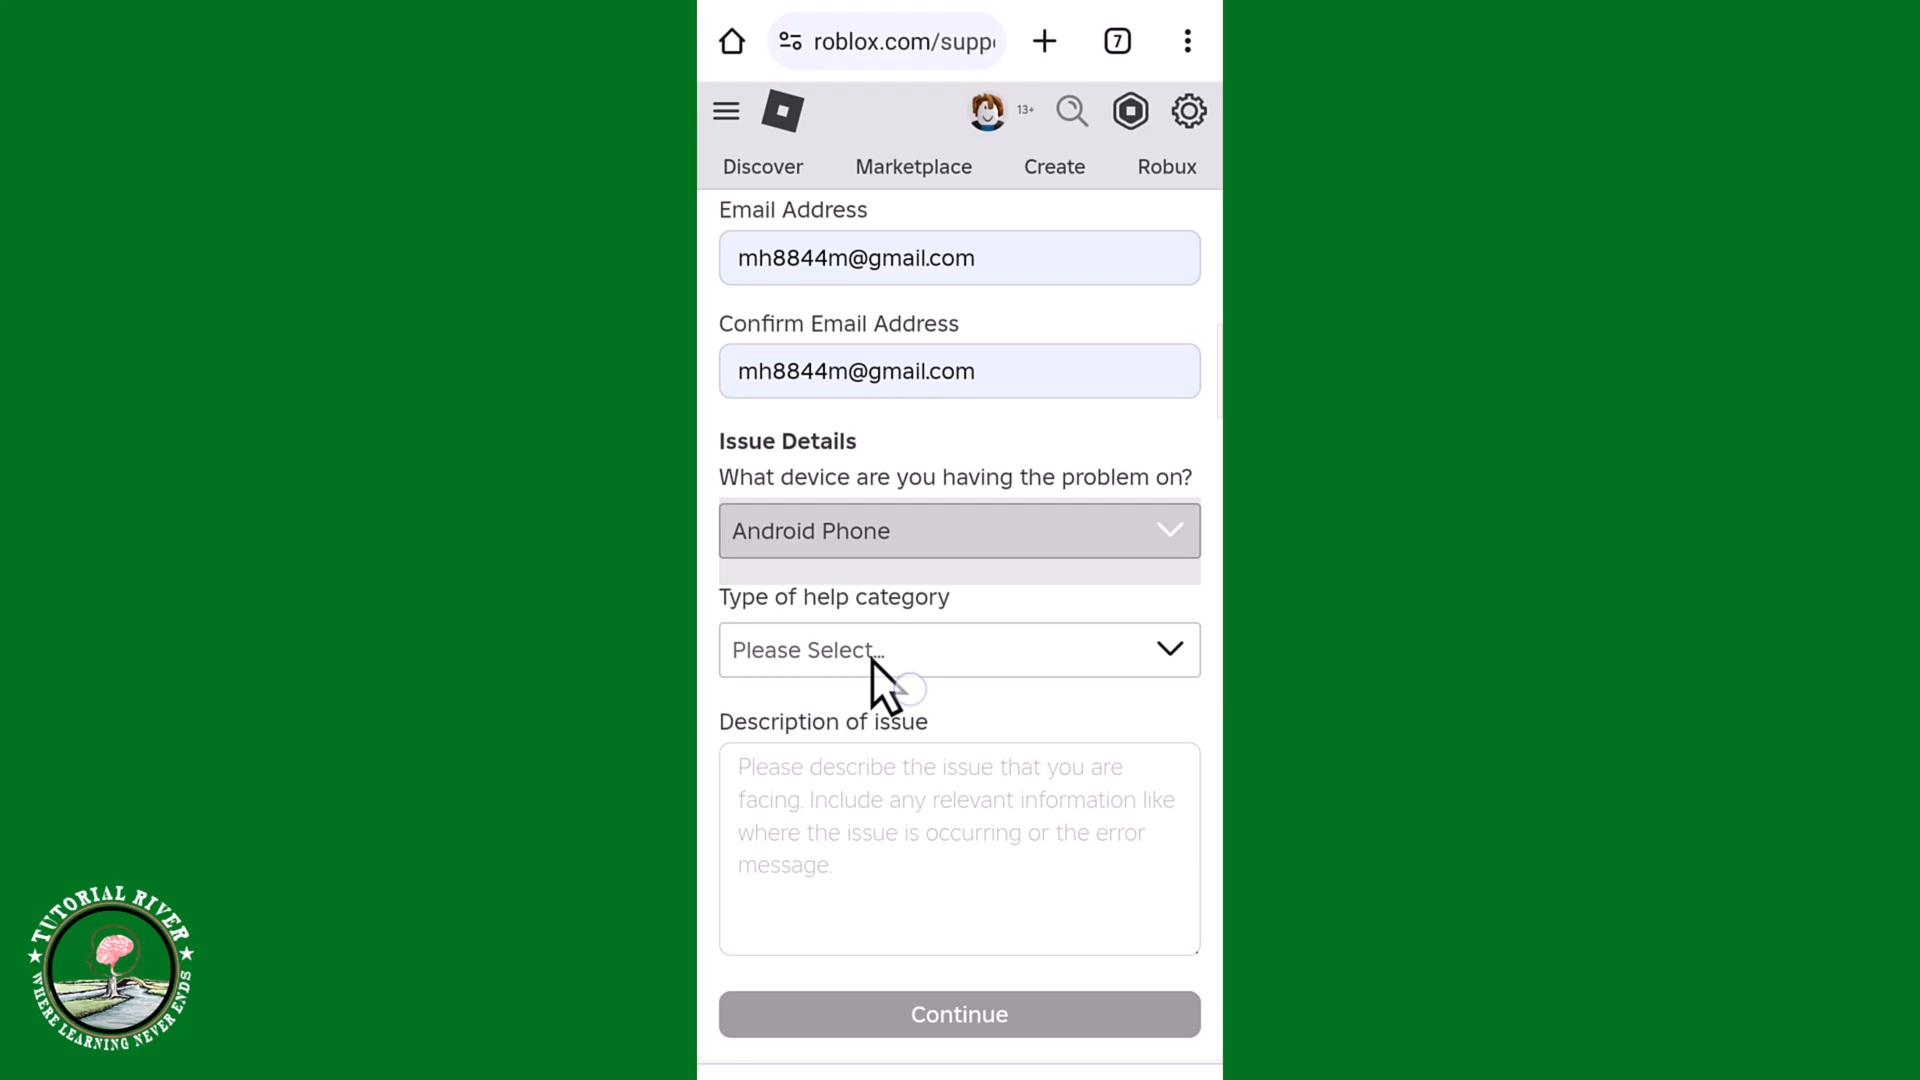 roblox.com/suppo
7
13+
Discover Marketplace Create Robux
Email Address
mh8844m@gmail.com
Confirm Email Address
mh8844m@gmail.com
Issue Details
What device are you having the problem on?
Android Phone
Type of help category
Please Select...
Description of issue
Please describe the issue that you are
facing. Include any relevant information like
where the issue is occurring or the error
message.
Continue
TUTORIAL RIVER
WHERE LEARNING NEVER ENDS